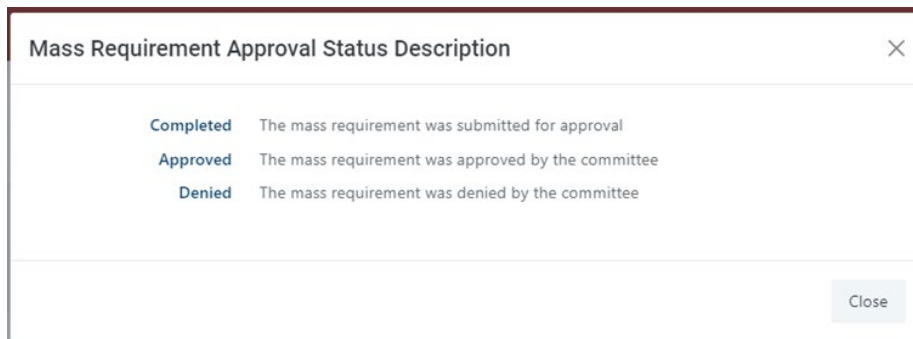 Mass Requirement Approval Status Description
Completed The mass requirement was submitted for approval
Approved The mass requirement was approved by the committee
Denied The mass requirement was denied by the committee
Close